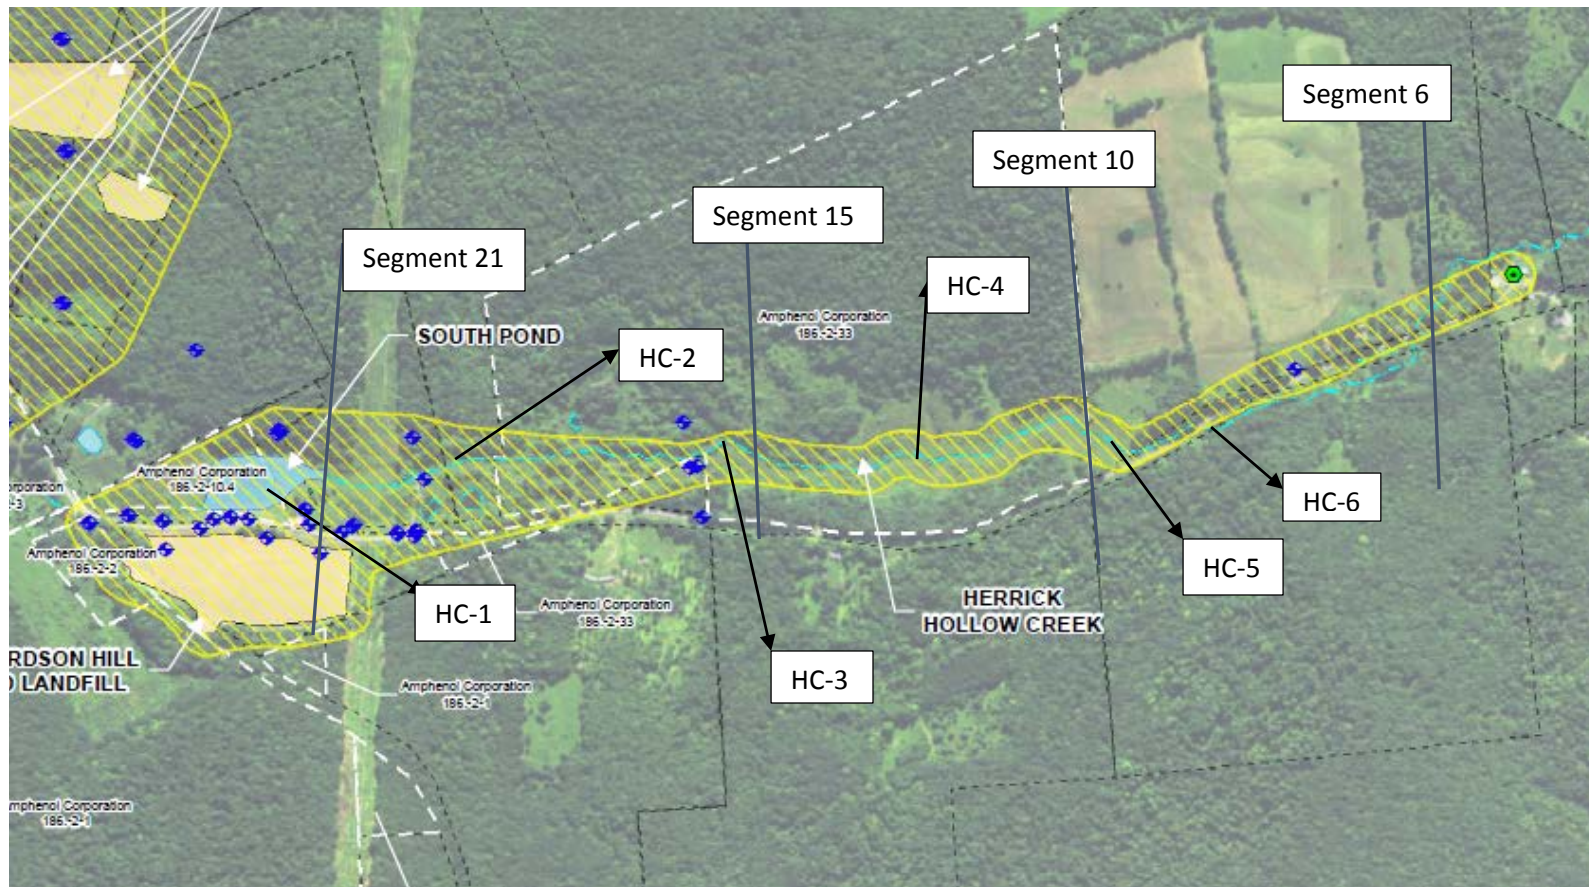 Segment 6
Segment 10
Segment 15
Segment 21
HC-4
SOUTH POND
Amphenol Corporation
186.-2-33
HC-2
Amphenol Corporation
186.-2-10.4
orporation
-3
HC-6
Amphenol Corporation
186.-2-2
HC-5
HC-1
Amphenol Corporation
186.-2-33
HERRICK
HOLLOW CREEK
RDSON HILL
LANDFILL
HC-3
Amphenol Corporation
186.-2-1
mphenol Corporation
186.-2-1